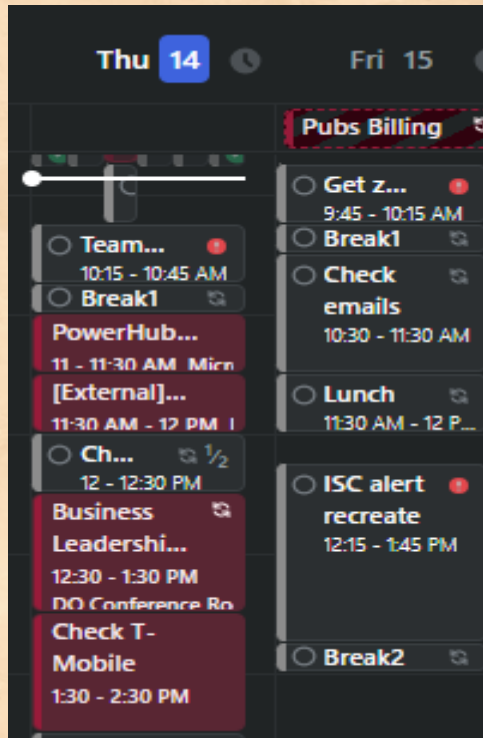 Thu 14
Fri 15
Pubs Billing
Team...
10:15 - 10:45 AM
Break1
PowerHub...
11 - 11:30 AM Micr
[External]...
11:30 AM - 12 PM
Ch...
1/2
12 - 12:30 PM
Business
Leadershi...
12:30 - 1:30 PM
DO Conference Ro
Check T-
Mobile
1:30 - 2:30 PM
Get z...
9:45 - 10:15 AM
Break1
Check
emails
10:30 - 11:30 AM
Lunch
11:30 AM - 12 P...
ISC alert
recreate
12:15 - 1:45 PM
Break2